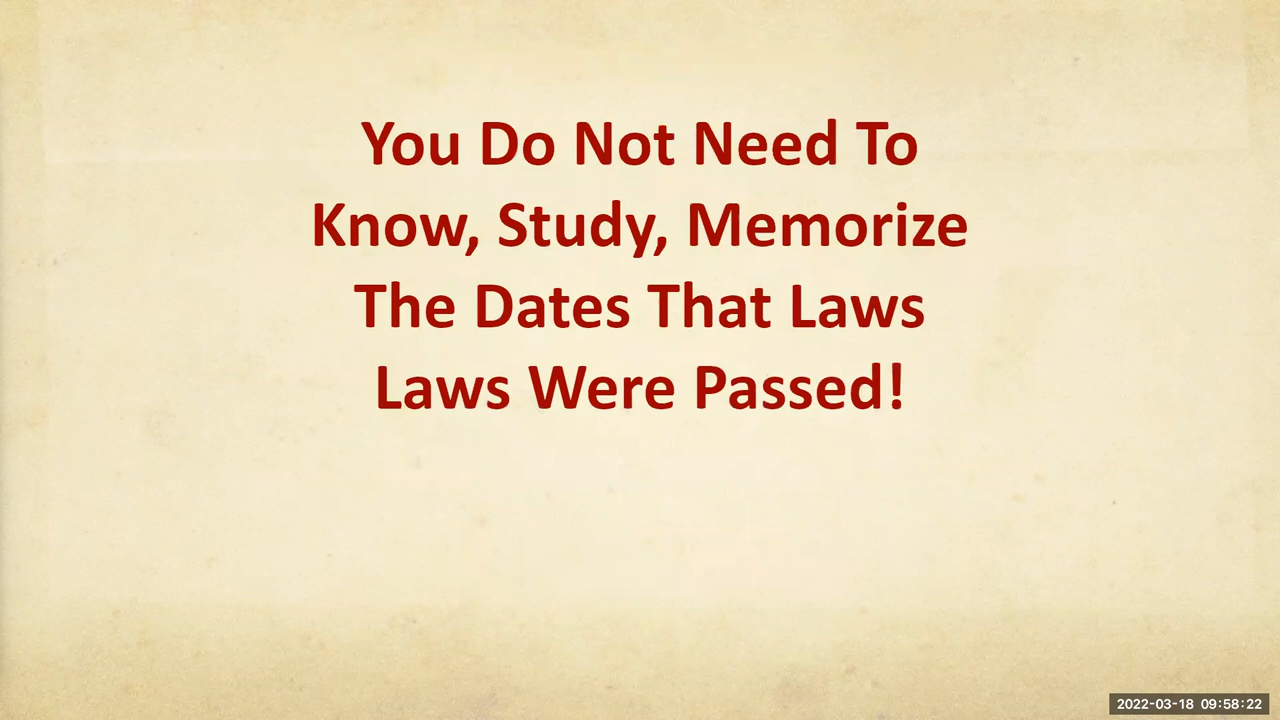 You Do Not Need To
Know, Study, Memorize
The Dates That Laws
Laws Were Passed!
2022-03-18 09:58:22